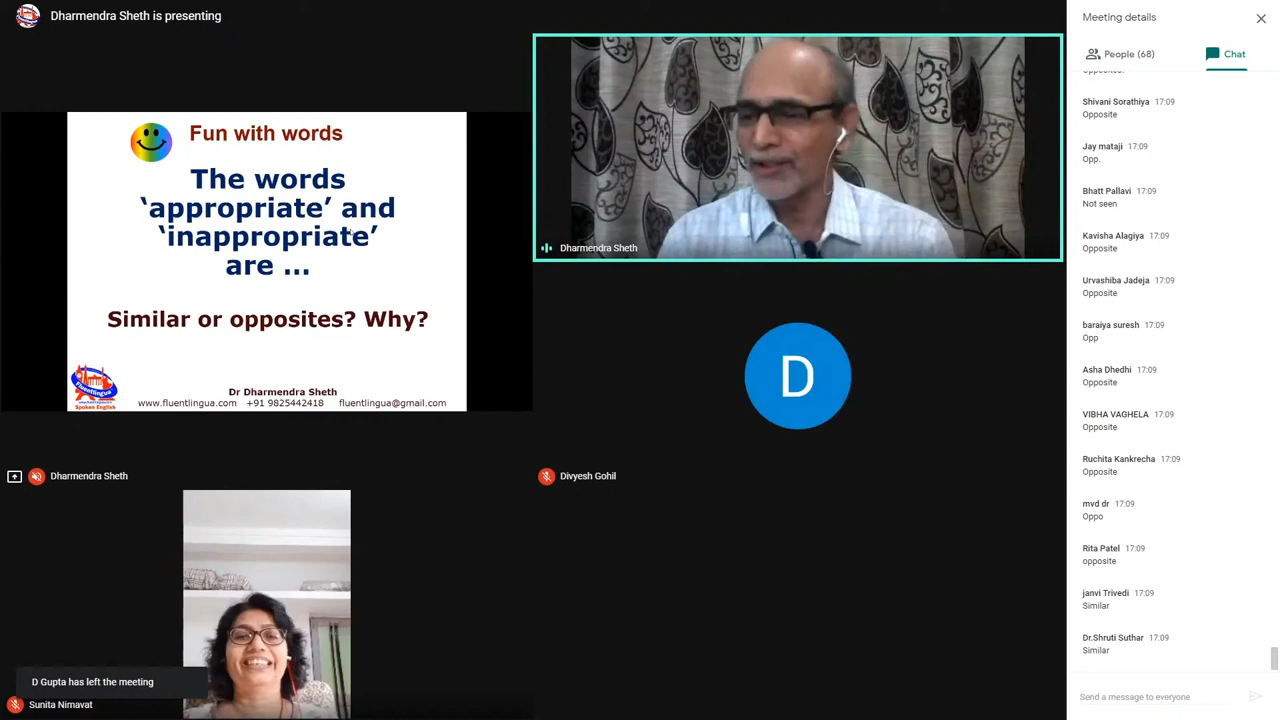 Dharmendra Sheth is presenting
Fun with words
The words
‘appropriate’ and
‘inappropriate’
are ...
Similar or opposites? Why?
Fluentlingua
Spoken English
Dr Dharmendra Sheth
www.fluentlingua.com +91 9825442418 fluentlingua@gmail.com
Dharmendra Sheth
Dharmendra Sheth
D
Divyesh Gohil
D Gupta has left the meeting
Sunita Nimavat
Meeting details
People (68)
Chat
Shivani Sorathiya 17:09
Opposite
Jay mataji 17:09
Opp.
Bhatt Pallavi 17:09
Not seen
Kavisha Alagiya 17:09
Opposite
Urvashiba Jadeja 17:09
Opposite
baraiya suresh 17:09
Opp
Asha Dhedhi 17:09
Opposite
VIBHA VAGHELA 17:09
Opposite
Ruchita Kankrecha 17:09
Opposite
mvd dr 17:09
Oppo
Rita Patel 17:09
opposite
janvi Trivedi 17:09
Similar
Dr.Shruti Suthar 17:09
Similar
Send a message to everyone